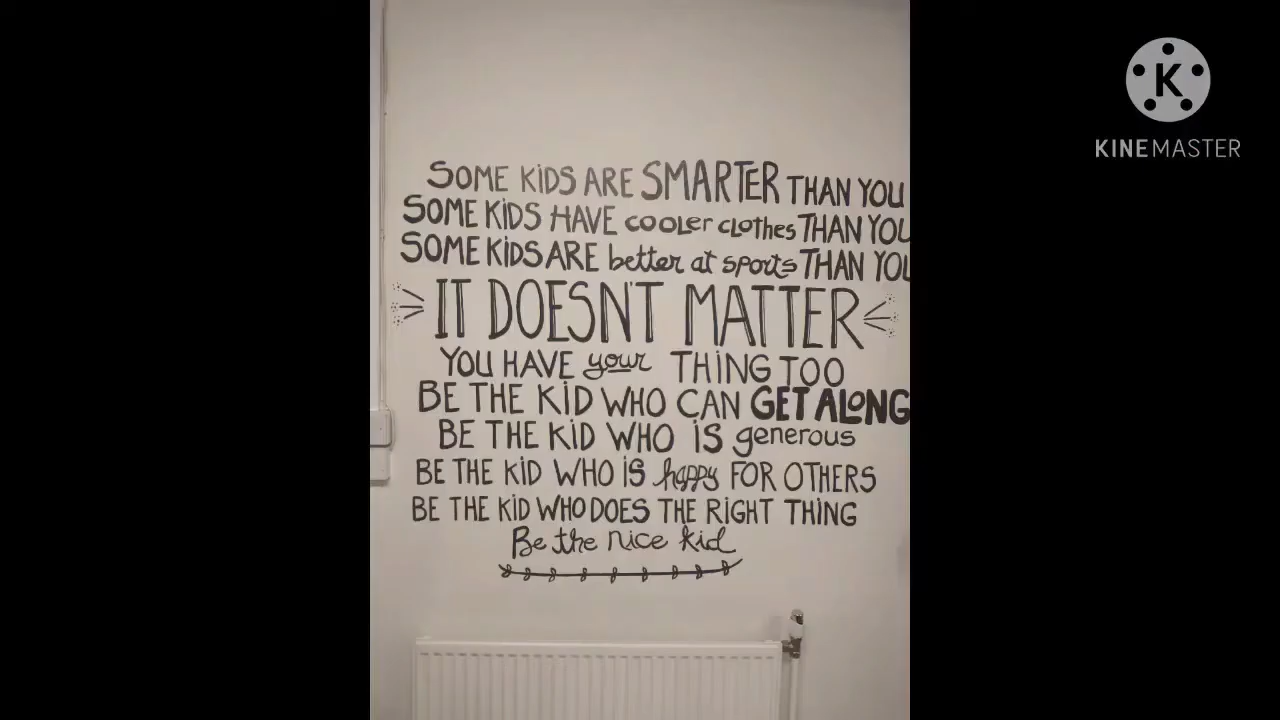 SOME KiDS ARE SMARTER THAN YOU
SOME KiDS HAVE cooler clothes THAN YOU
SOME KiDS ARE better at sports THAN YOU
IT DOESN'T MATTER
YOU HAVE your THING TOO
BE THE KiD WHO CAN GET ALONG
BE THE KiD WHO iS generous
BE THE KiD WHO IS happy FOR OTHERS
BE THE KiD WHO DOES THE RIGHT THiNG
Be the nice kid
K
KINEMASTER